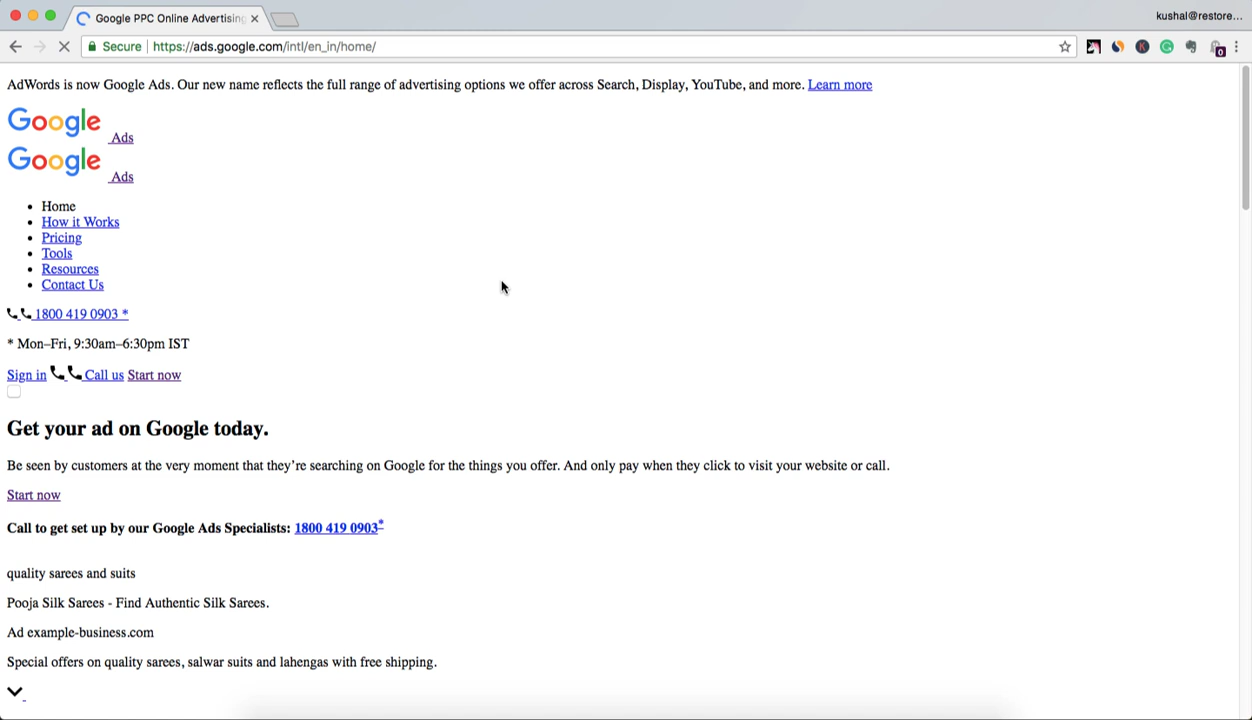 Google PPC Online Advertising
kushal@restore...
Secure https://ads.google.com/intl/en_in/home/
0
AdWords is now Google Ads. Our new name reflects the full range of advertising options we offer across Search, Display, YouTube, and more. Learn more
Google Ads
Google Ads
Home
How it Works
Pricing
Tools
Resources
Contact Us
1800 419 0903 *
* Mon–Fri, 9:30am–6:30pm IST
Sign in Call us Start now
Get your ad on Google today.
Be seen by customers at the very moment that they're searching on Google for the things you offer. And only pay when they click to visit your website or call.
Start now
Call to get set up by our Google Ads Specialists: 1800 419 0903*
quality sarees and suits
Pooja Silk Sarees - Find Authentic Silk Sarees.
Ad example-business.com
Special offers on quality sarees, salwar suits and lahengas with free shipping.